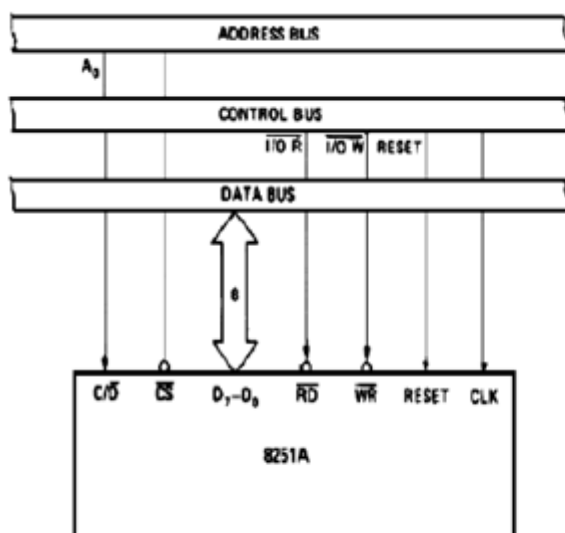 ADDRESS BUS
A₀
CONTROL BUS
I/O R I/O W RESET
DATA BUS
8
C/D CS D₇-D₀ RD WR RESET CLK
8251A